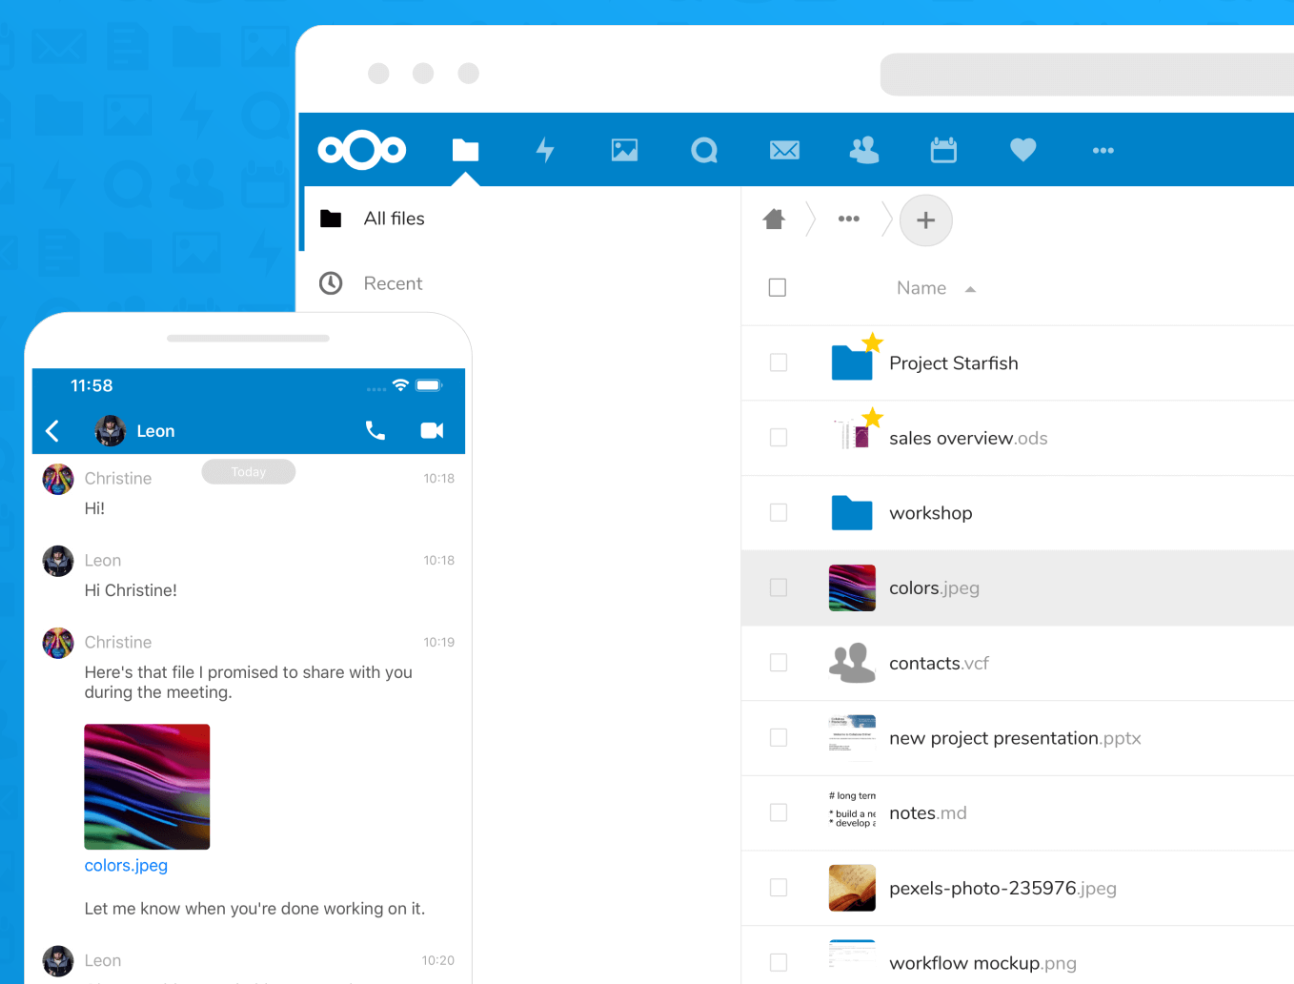 All files
Recent
Name
Project Starfish
sales overview.ods
workshop
colors.jpeg
contacts.vcf
new project presentation.pptx
# long term
* build a
* develop
notes.md
pexels-photo-235976.jpeg
workflow mockup.png
11:58
Leon
Today
Christine 10:18
Hi!
Leon 10:18
Hi Christine!
Christine 10:19
Here's that file I promised to share with you
during the meeting.
colors.jpeg
Let me know when you're done working on it.
Leon 10:20